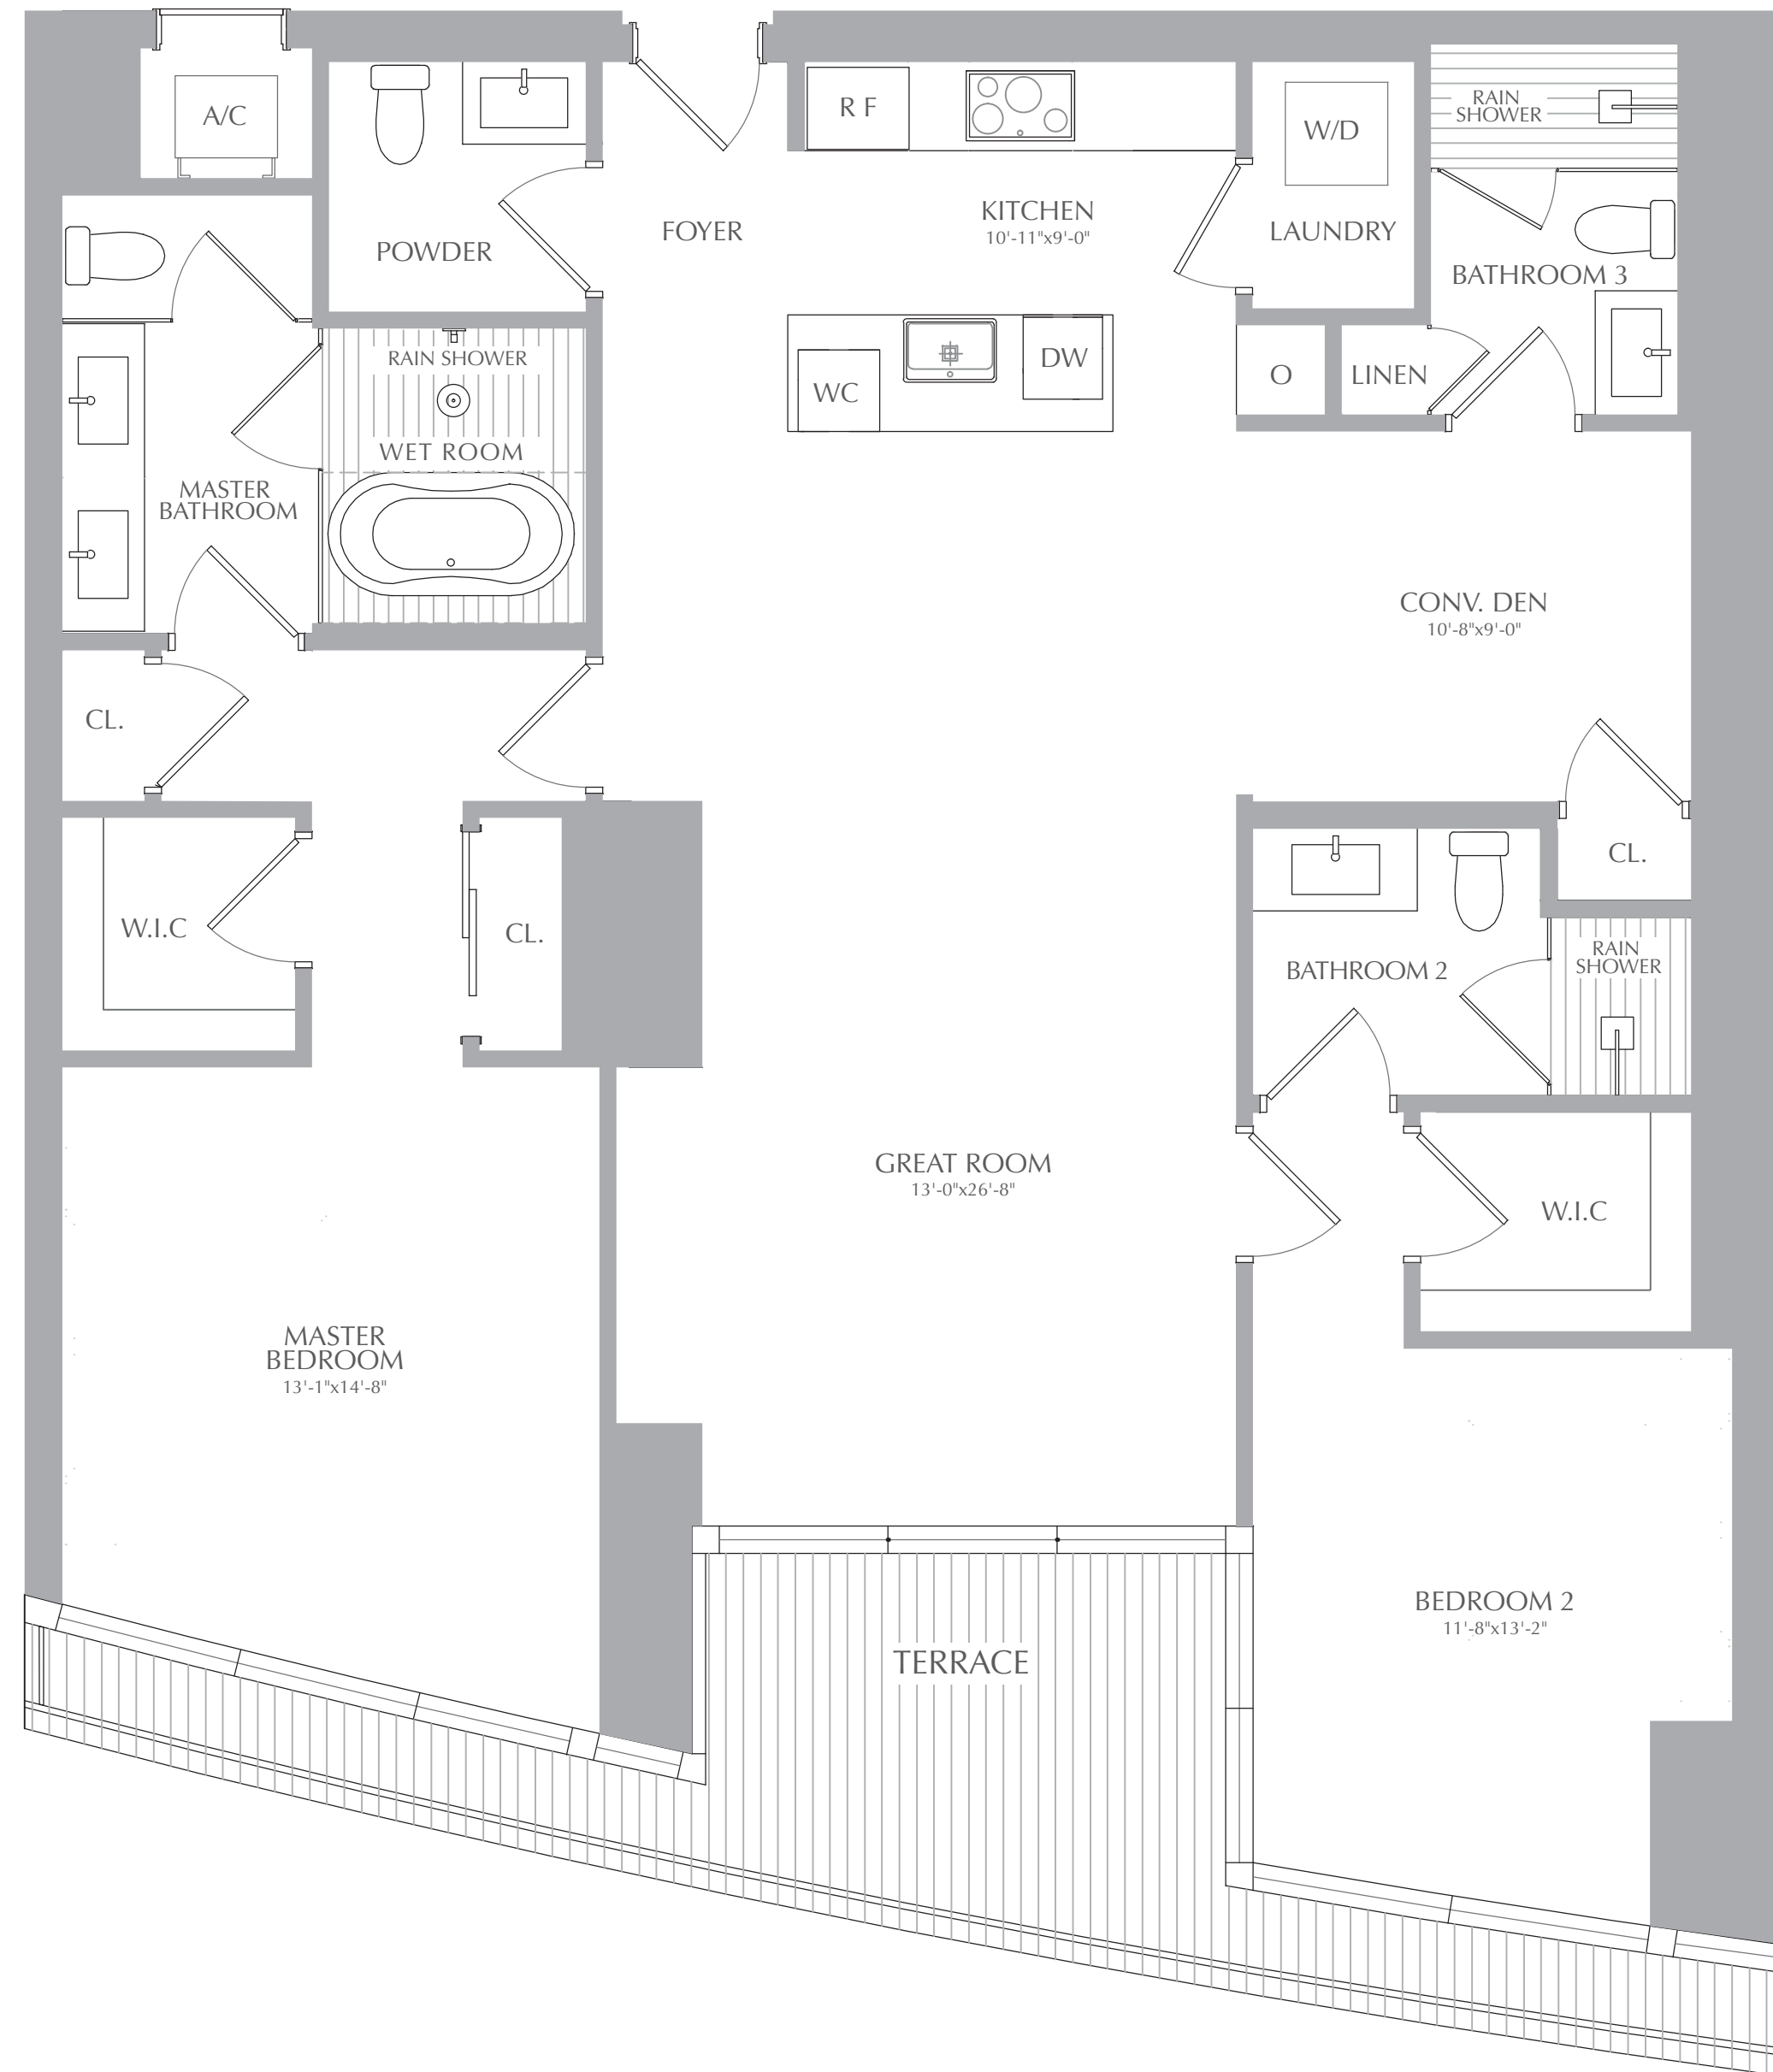 A/C
R F
W/D
RAIN
SHOWER
POWDER
FOYER
KITCHEN
10'-11"x9'-0"
LAUNDRY
BATHROOM 3
RAIN SHOWER
WC
DW
O
LINEN
WET ROOM
MASTER
BATHROOM
CONV. DEN
10'-8"x9'-0"
CL.
CL.
W.I.C
CL.
BATHROOM 2
RAIN
SHOWER
GREAT ROOM
13'-0"x26'-8"
W.I.C
MASTER
BEDROOM
13'-1"x14'-8"
BEDROOM 2
11'-8"x13'-2"
TERRACE